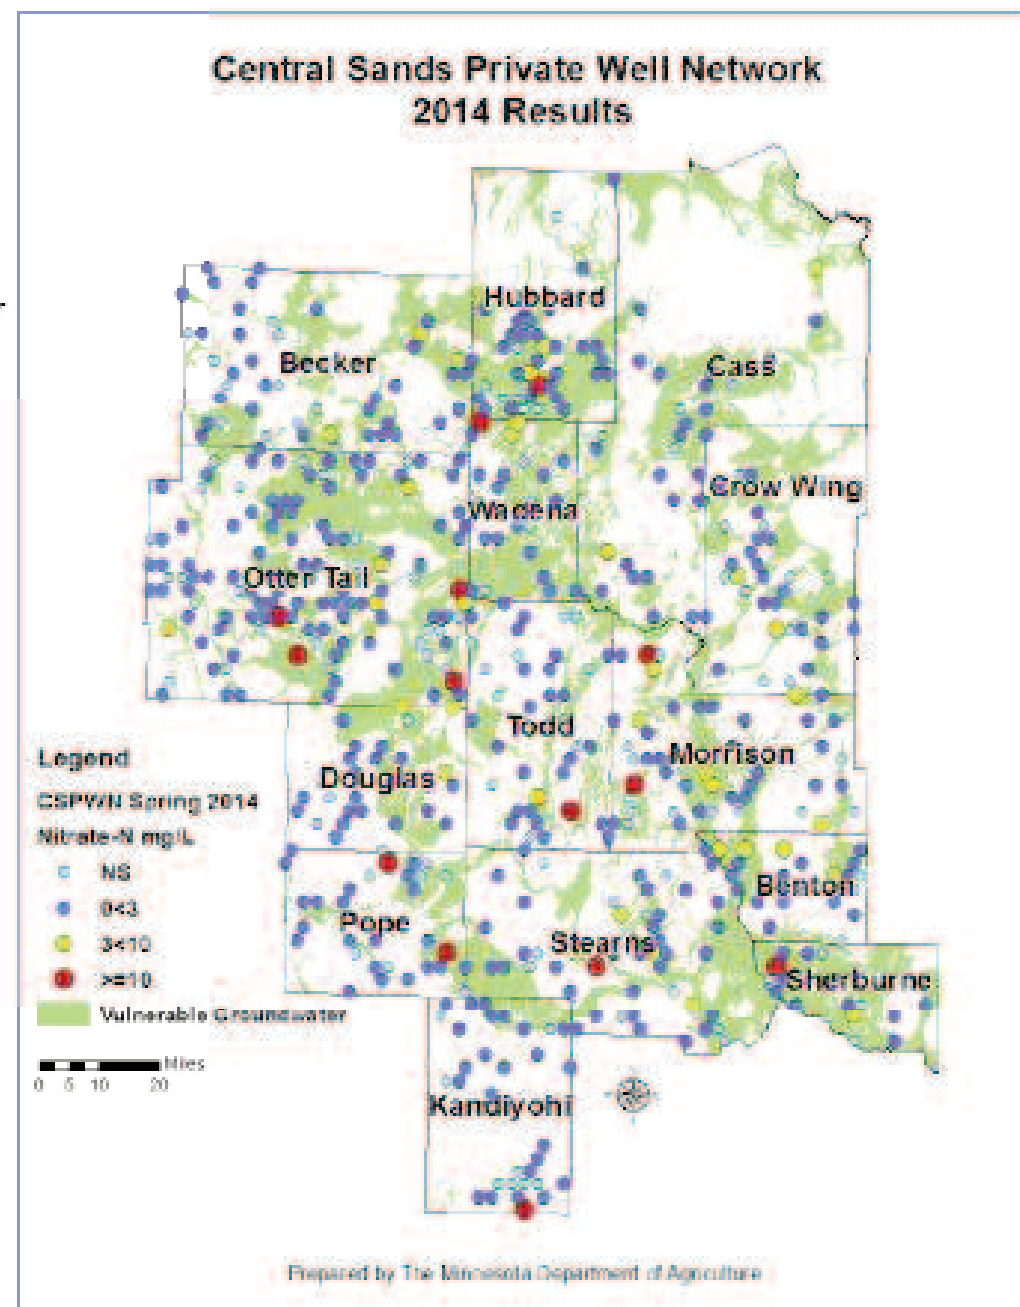 Central Sands Private Well Network
2014 Results
Hubbard
Becker
Cass
Crow Wing
Wadena
Otter Tail
Todd
Morrison
Douglas
Benton
Pope
Stearns
Sherburne
Kandiyohi
Legend
CSPWN Spring 2014
Nitrate-N mg/L
NS
0<3
3<10
>=10
Vulnerable Groundwater
Miles
0 5 10 20
Prepared by The Minnesota Department of Agriculture